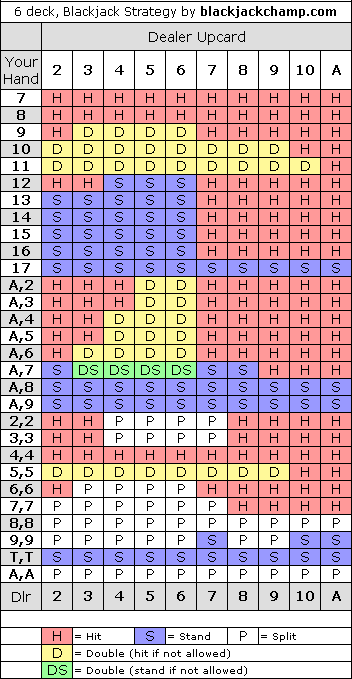 6 deck, Blackjack Strategy by blackjackchamp.com
Dealer Upcard
Your Hand 2 3 4 5 6 7 8 9 10 A
7 H H H H H H H H H H
8 H H H H H H H H H H
9 H D D D D H H H H H
10 D D D D D D D D H H
11 D D D D D D D D D H
12 H H S S S H H H H H
13 S S S S S H H H H H
14 S S S S S H H H H H
15 S S S S S H H H H H
16 S S S S S H H H H H
17 S S S S S S S S S S
A,2 H H H D D H H H H H
A,3 H H H D D H H H H H
A,4 H H D D D H H H H H
A,5 H H D D D H H H H H
A,6 H D D D D H H H H H
A,7 S DS DS DS DS S S H H H
A,8 S S S S S S S S S S
A,9 S S S S S S S S S S
2,2 H H P P P P H H H H
3,3 H H P P P P H H H H
4,4 H H H H H H H H H H
5,5 D D D D D D D D H H
6,6 H P P P P H H H H H
7,7 P P P P P P H H H H
8,8 P P P P P P P P P P
9,9 P P P P P S P P S S
T,T S S S S S S S S S S
A,A P P P P P P P P P P
Dlr 2 3 4 5 6 7 8 9 10 A
H = Hit S = Stand P = Split
D = Double (hit if not allowed)
DS = Double (stand if not allowed)